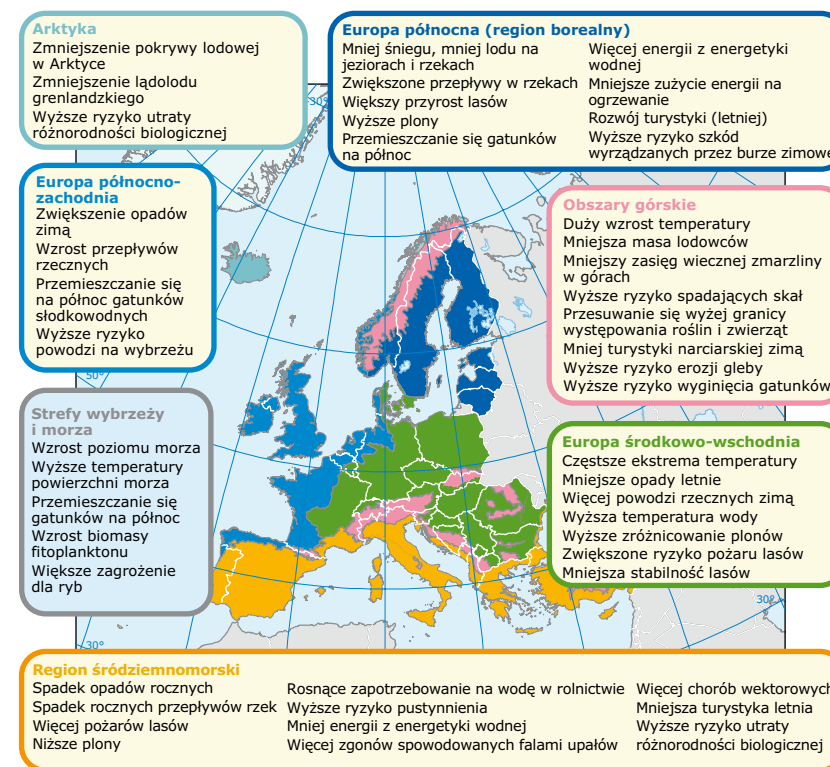 Arktyka
Zmniejszenie pokrywy lodowej
w Arktyce
Zmniejszenie lądolodu
grenlandzkiego
Wyższe ryzyko utraty
różnorodności biologicznej
Europa północna (region borealny)
Mniej śniegu, mniej lodu na
jeziorach i rzekach
Zwiększone przepływy w rzekach
Większy przyrost lasów
Wyższe plony
Przemieszczanie się gatunków
na północ
Więcej energii z energetyki
wodnej
Mniejsze zużycie energii na
ogrzewanie
Rozwój turystyki (letniej)
Wyższe ryzyko szkód
wyrządzanych przez burze zimowe
30°
Europa północno-
zachodnia
Zwiększenie opadów
zimą
Wzrost przepływów
rzecznych
Przemieszczanie się
na północ gatunków
słodkowodnych
Wyższe ryzyko
powodzi na wybrzeżu
Obszary górskie
Duży wzrost temperatury
Mniejsza masa lodowców
Mniejszy zasięg wiecznej zmarzliny
w górach
Wyższe ryzyko spadających skał
Przesuwanie się wyżej granicy
występowania roślin i zwierząt
Mniej turystyki narciarskiej zimą
Wyższe ryzyko erozji gleby
Wyższe ryzyko wyginięcia gatunków
50°
Strefy wybrzeży
i morza
Wzrost poziomu morza
Wyższe temperatury
powierzchni morza
Przemieszczanie się
gatunków na północ
Wzrost biomasy
fitoplanktonu
Większe zagrożenie
dla ryb
Europa środkowo-wschodnia
Częstsze ekstrema temperatury
Mniejsze opady letnie
Więcej powodzi rzecznych zimą
Wyższa temperatura wody
Wyższe zróżnicowanie plonów
Zwiększone ryzyko pożaru lasów
Mniejsza stabilność lasów
30°
30°
Region śródziemnomorski
Spadek opadów rocznych
Spadek rocznych przepływów rzek
Więcej pożarów lasów
Niższe plony
Rosnące zapotrzebowanie na wodę w rolnictwie
Wyższe ryzyko pustynnienia
Mniej energii z energetyki wodnej
Więcej zgonów spowodowanych falami upałów
Więcej chorób wektorowych
Mniejsza turystyka letnia
Wyższe ryzyko utraty
różnorodności biologicznej